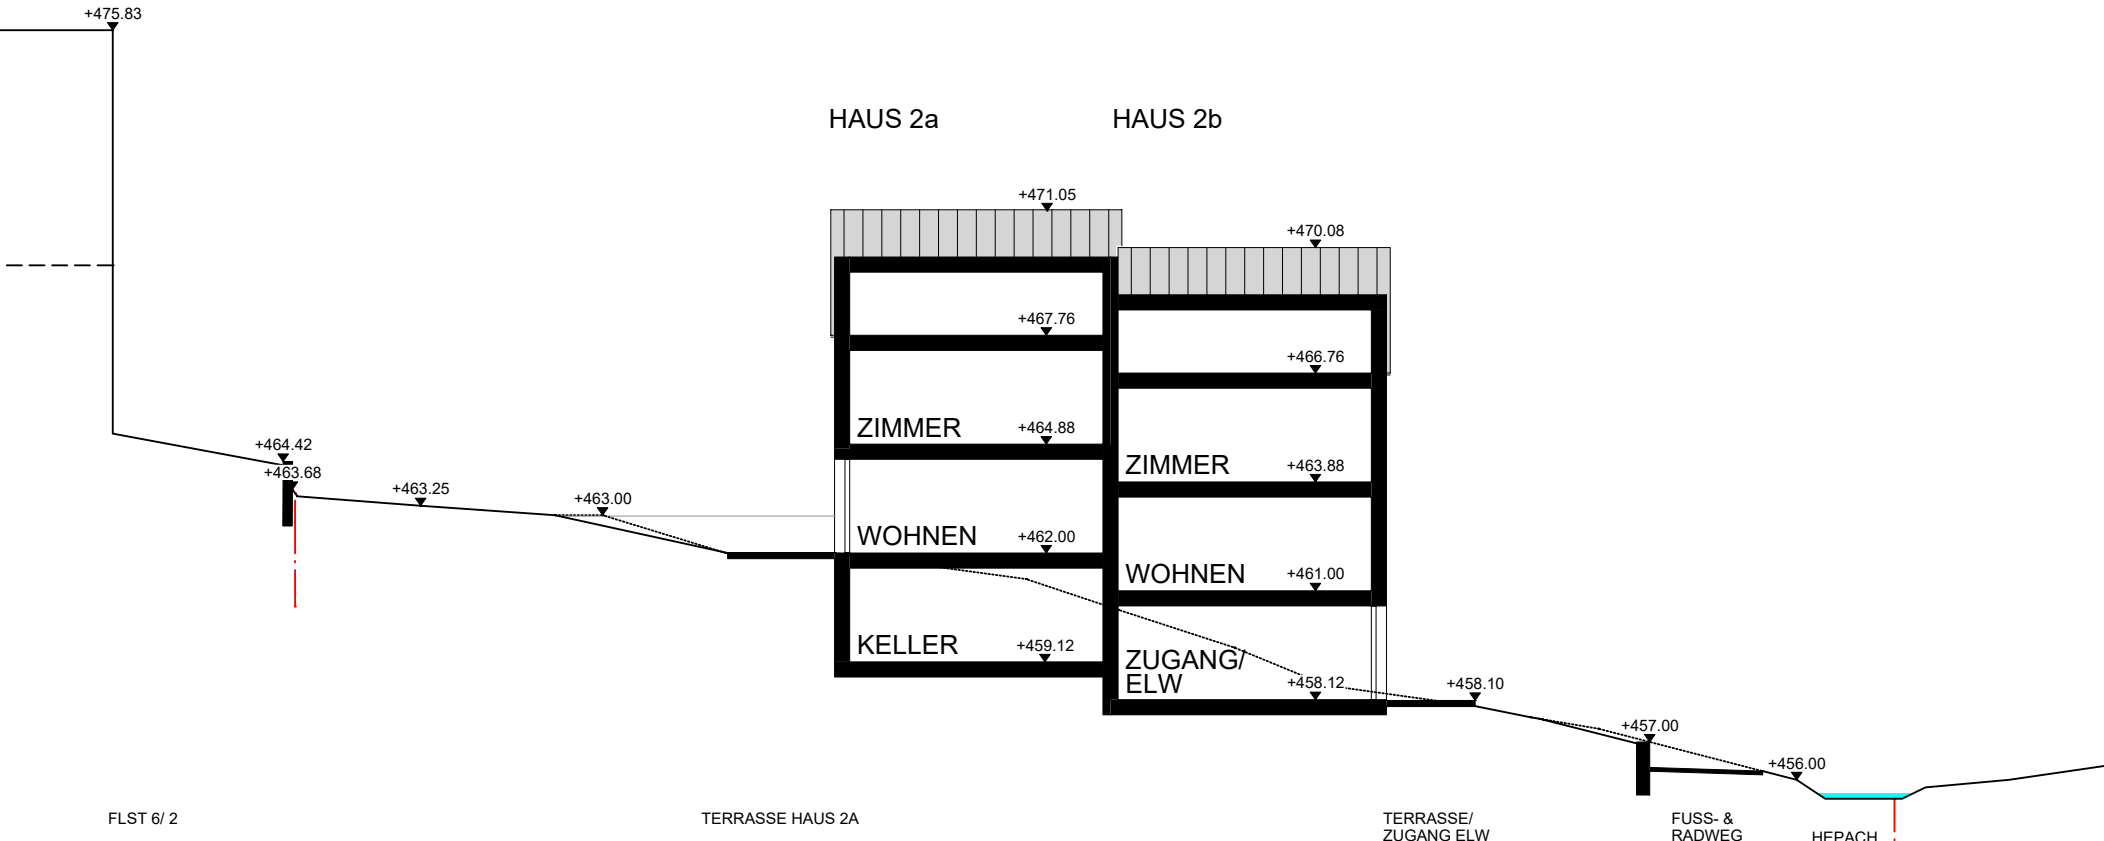 +475.83
HAUS 2a
HAUS 2b
+471.05
+470.08
+467.76
+466.76
ZIMMER
+464.88
+464.42
+463.68
ZIMMER
+463.88
+463.25
+463.00
WOHNEN
+462.00
WOHNEN
+461.00
KELLER
+459.12
ZUGANG/
ELW
+458.12
+458.10
+457.00
+456.00
FLST 6/ 2
TERRASSE HAUS 2A
TERRASSE/
ZUGANG ELW
FUSS- &
RADWEG
HEPACH